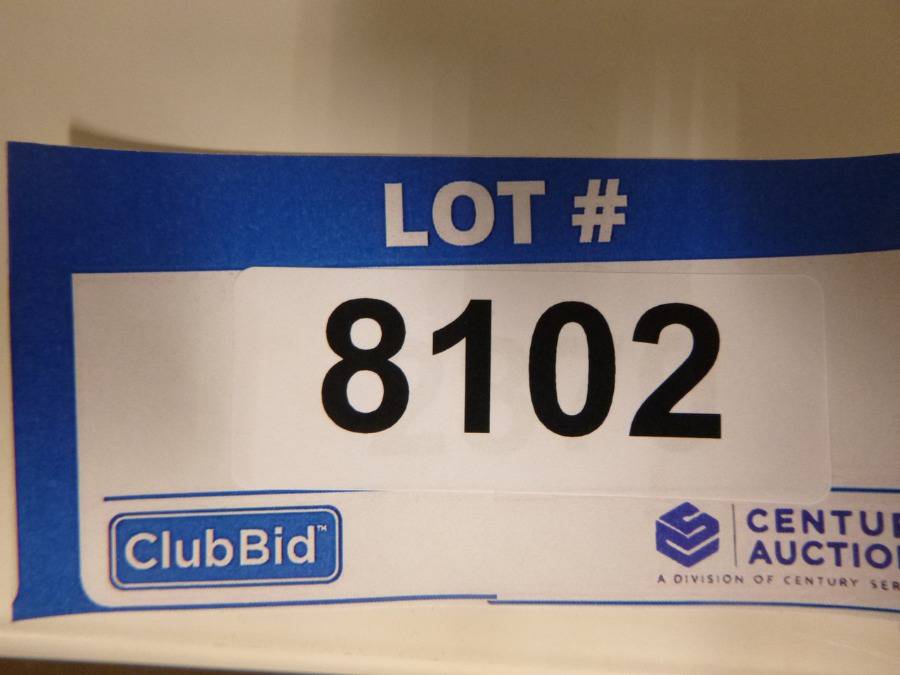 LOT #
8102
ClubBid™
CENTUR
AUCTIO
A DIVISION OF CENTURY SER